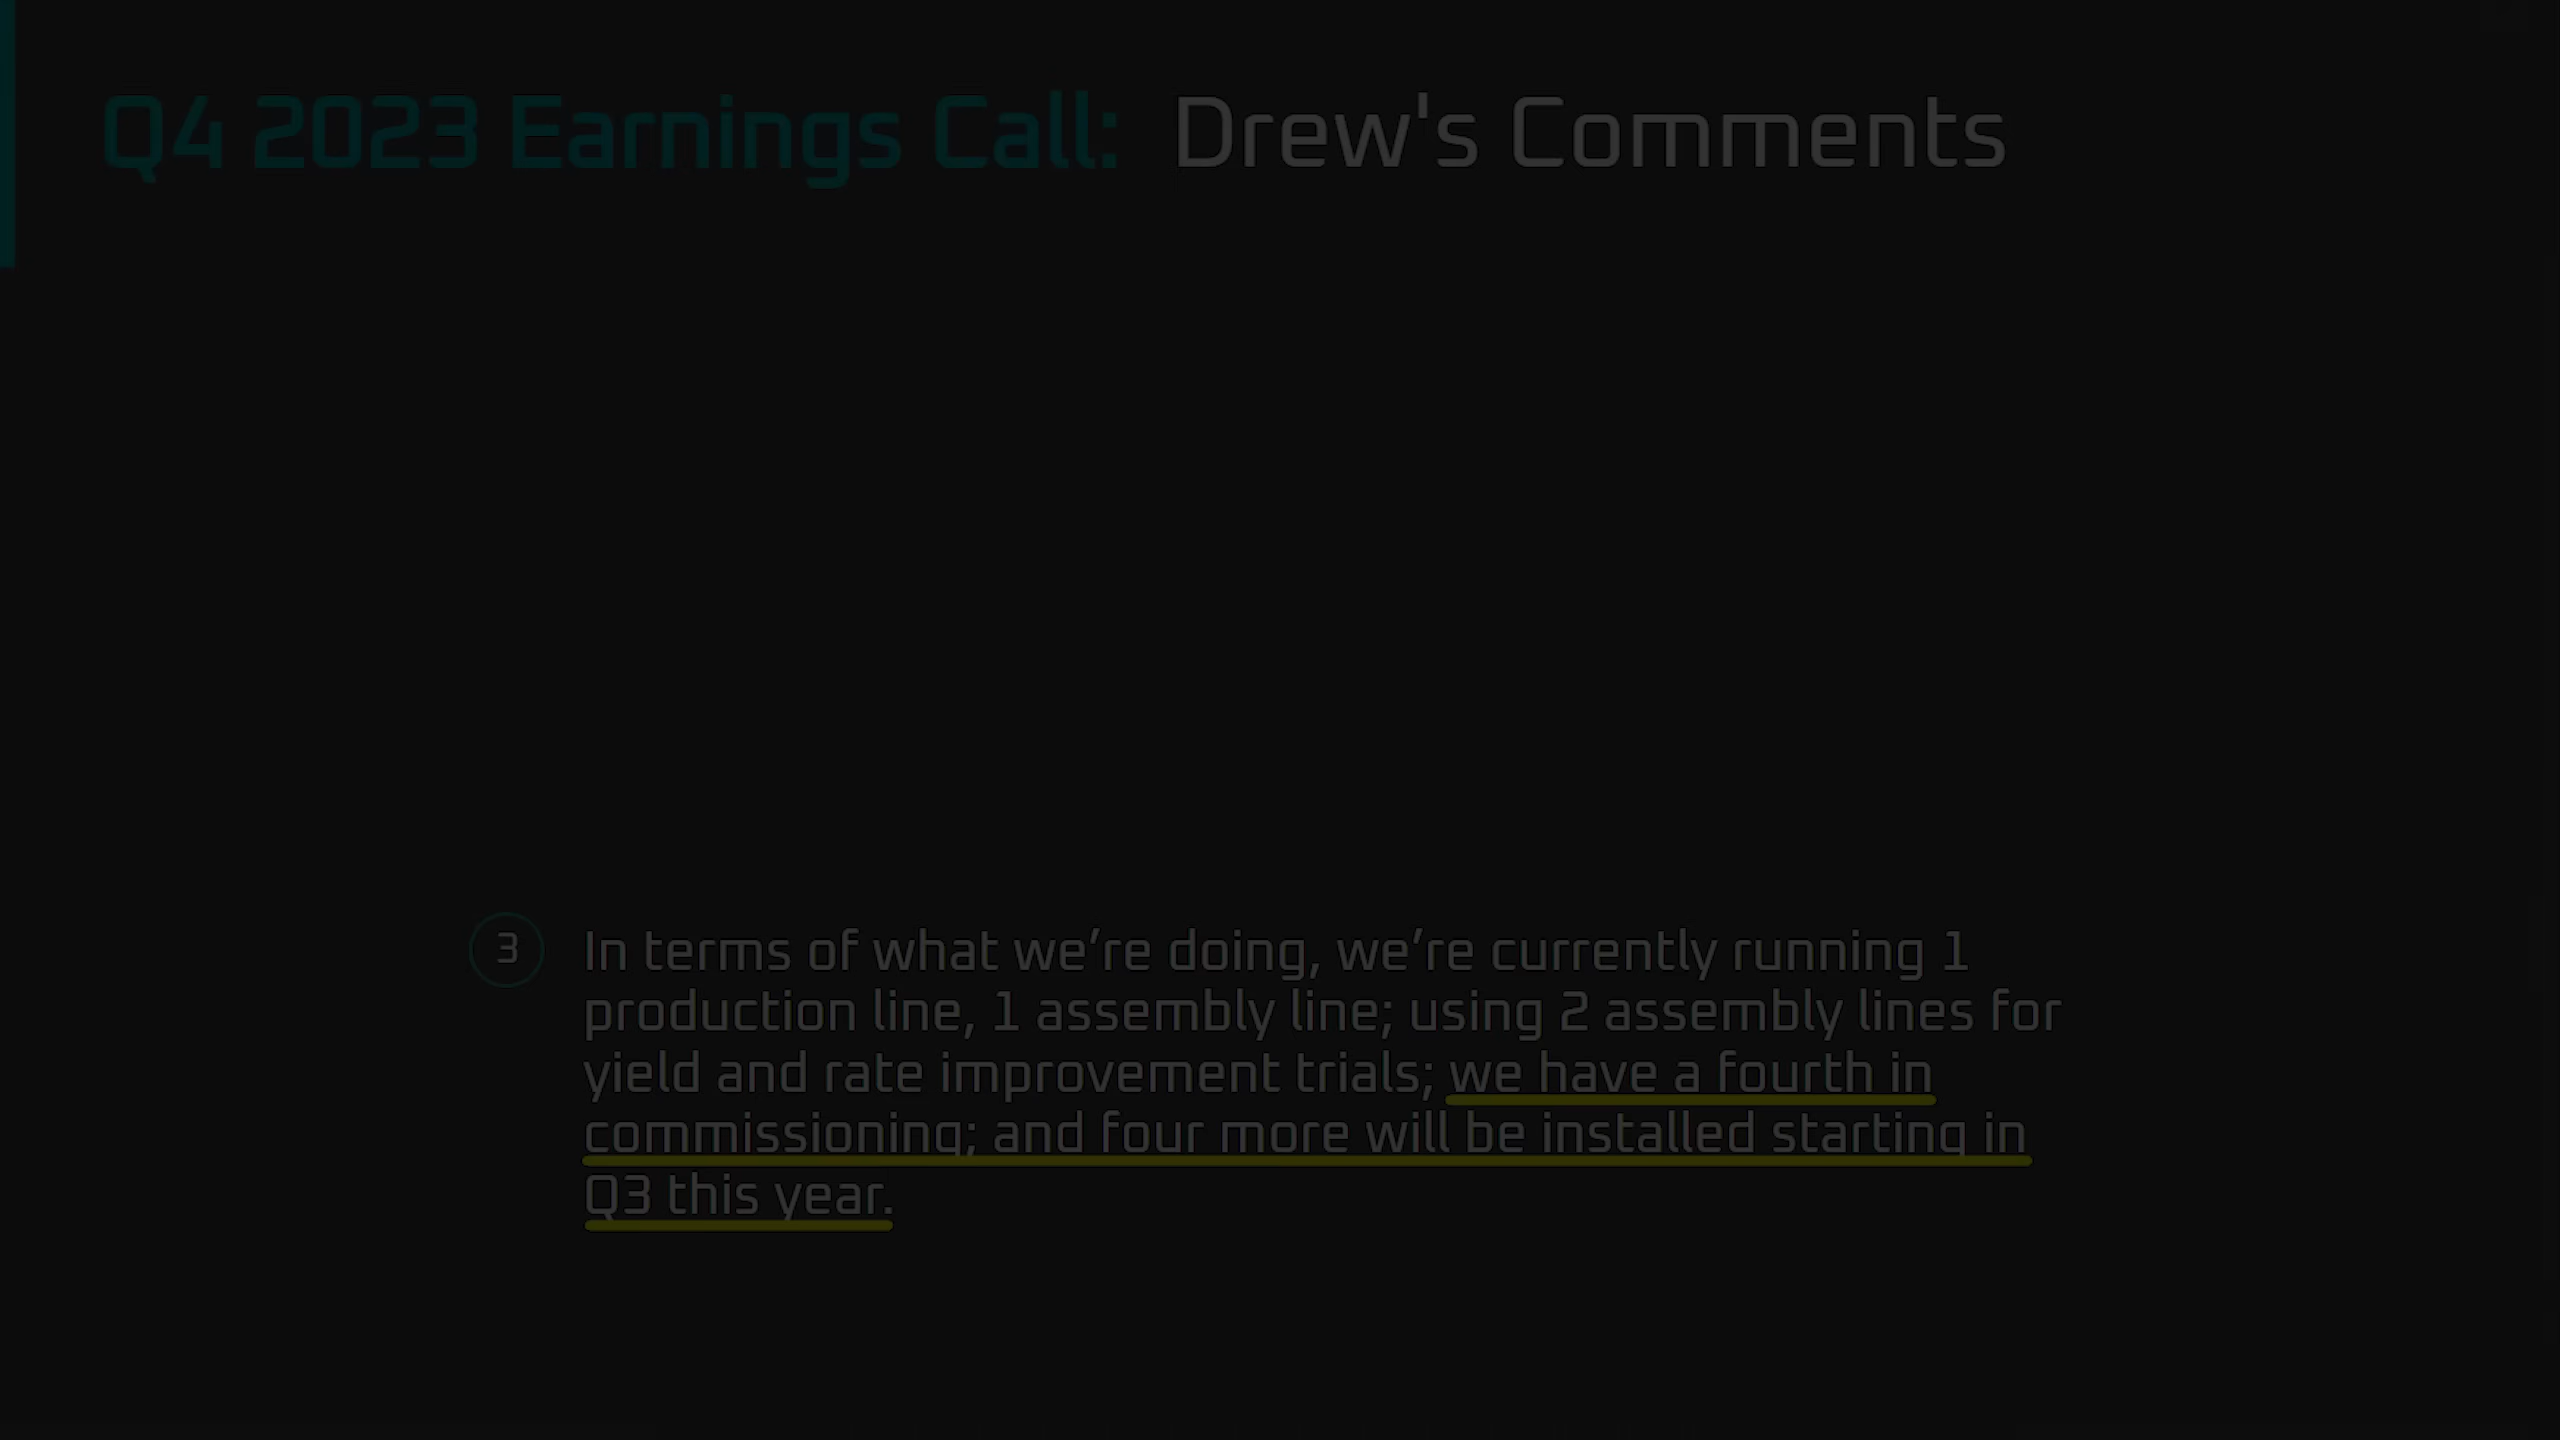 Q4 2023 Earnings Call: Drew's Comments
3 In terms of what we’re doing, we’re currently running 1
production line, 1 assembly line; using 2 assembly lines for
yield and rate improvement trials; we have a fourth in
commissioning; and four more will be installed starting in
Q3 this year.